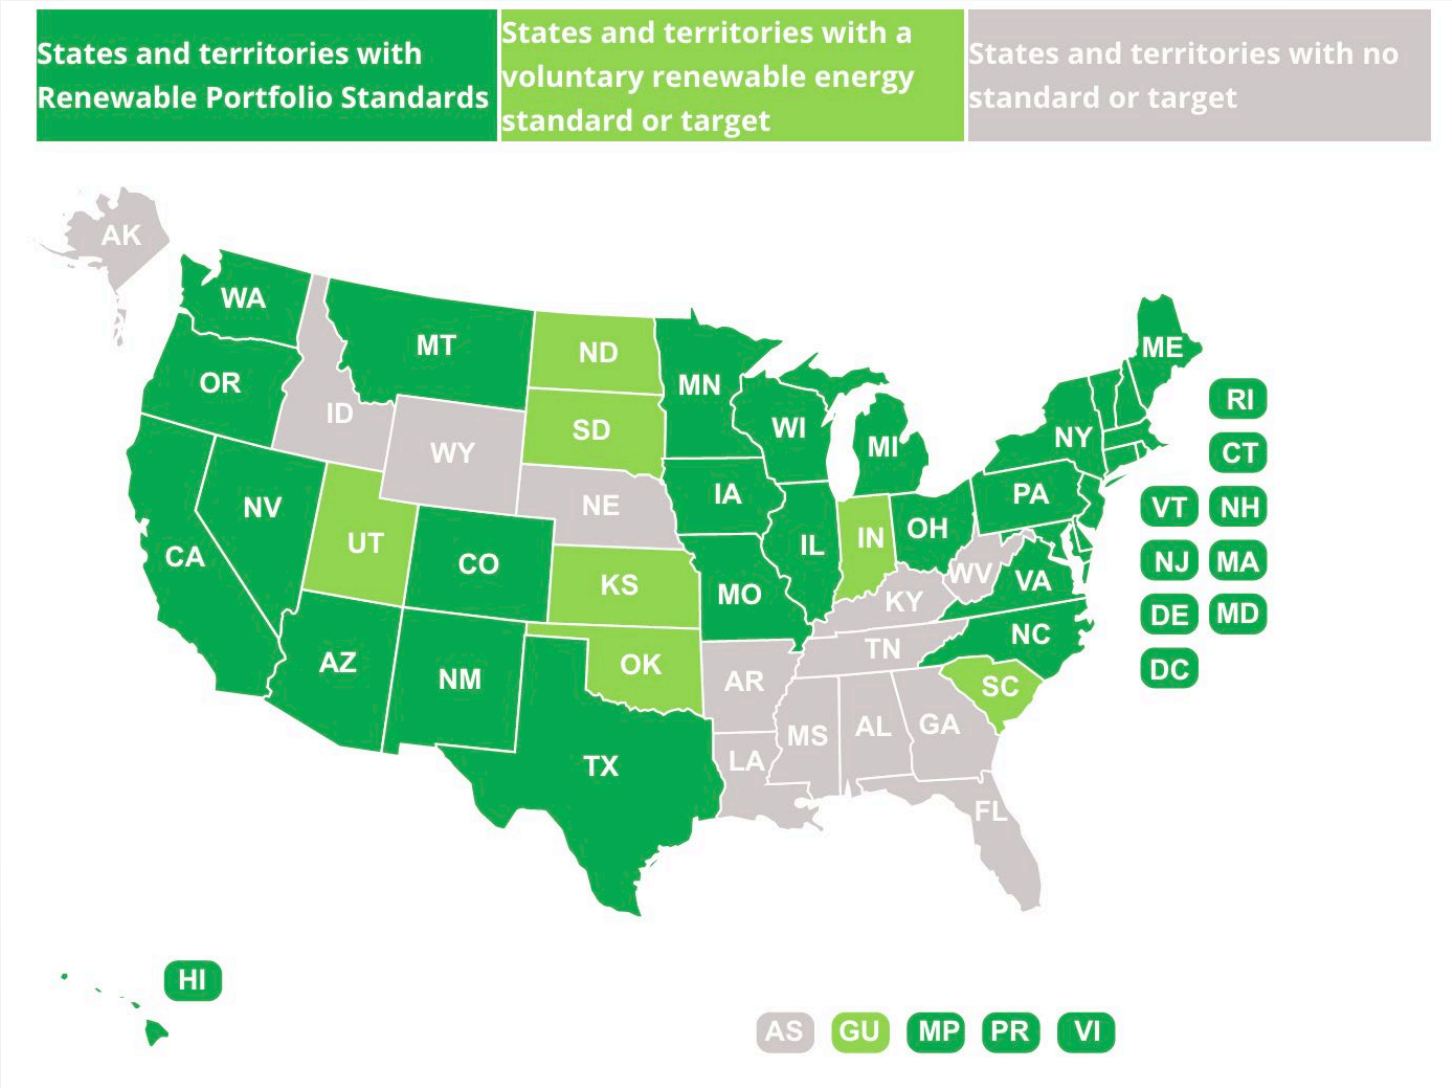 States and territories with
Renewable Portfolio Standards
States and territories with a
voluntary renewable energy
standard or target
States and territories with no
standard or target
AK
WA
MT
ND
MN
ME
OR
ID
SD
WI
MI
NY
RI
WY
CT
NV
NE
IA
PA
VT
NH
UT
CO
IL
IN
OH
CA
KS
MO
KY
WV
VA
NJ
MA
DE
MD
AZ
NM
OK
AR
TN
NC
SC
DC
TX
LA
MS
AL
GA
FL
HI
AS
GU
MP
PR
VI